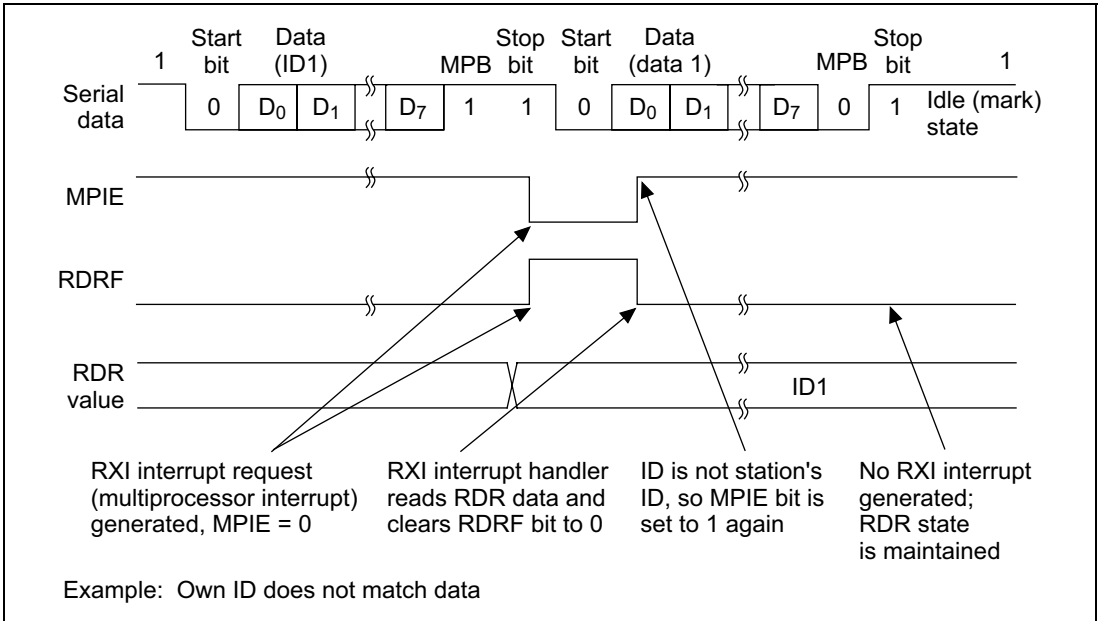 Start Data Stop Start Data Stop
1 bit (ID1) MPB bit bit (data 1) MPB bit 1
Serial data
0 D0 D1 D7 1 1 0 D0 D1 D7 0 1 Idle (mark) state
MPIE
RDRF
RDR
value
ID1
RXI interrupt request
(multiprocessor interrupt)
generated, MPIE = 0
RXI interrupt handler
reads RDR data and
clears RDRF bit to 0
ID is not station's
ID, so MPIE bit is
set to 1 again
No RXI interrupt
generated;
RDR state
is maintained
Example: Own ID does not match data